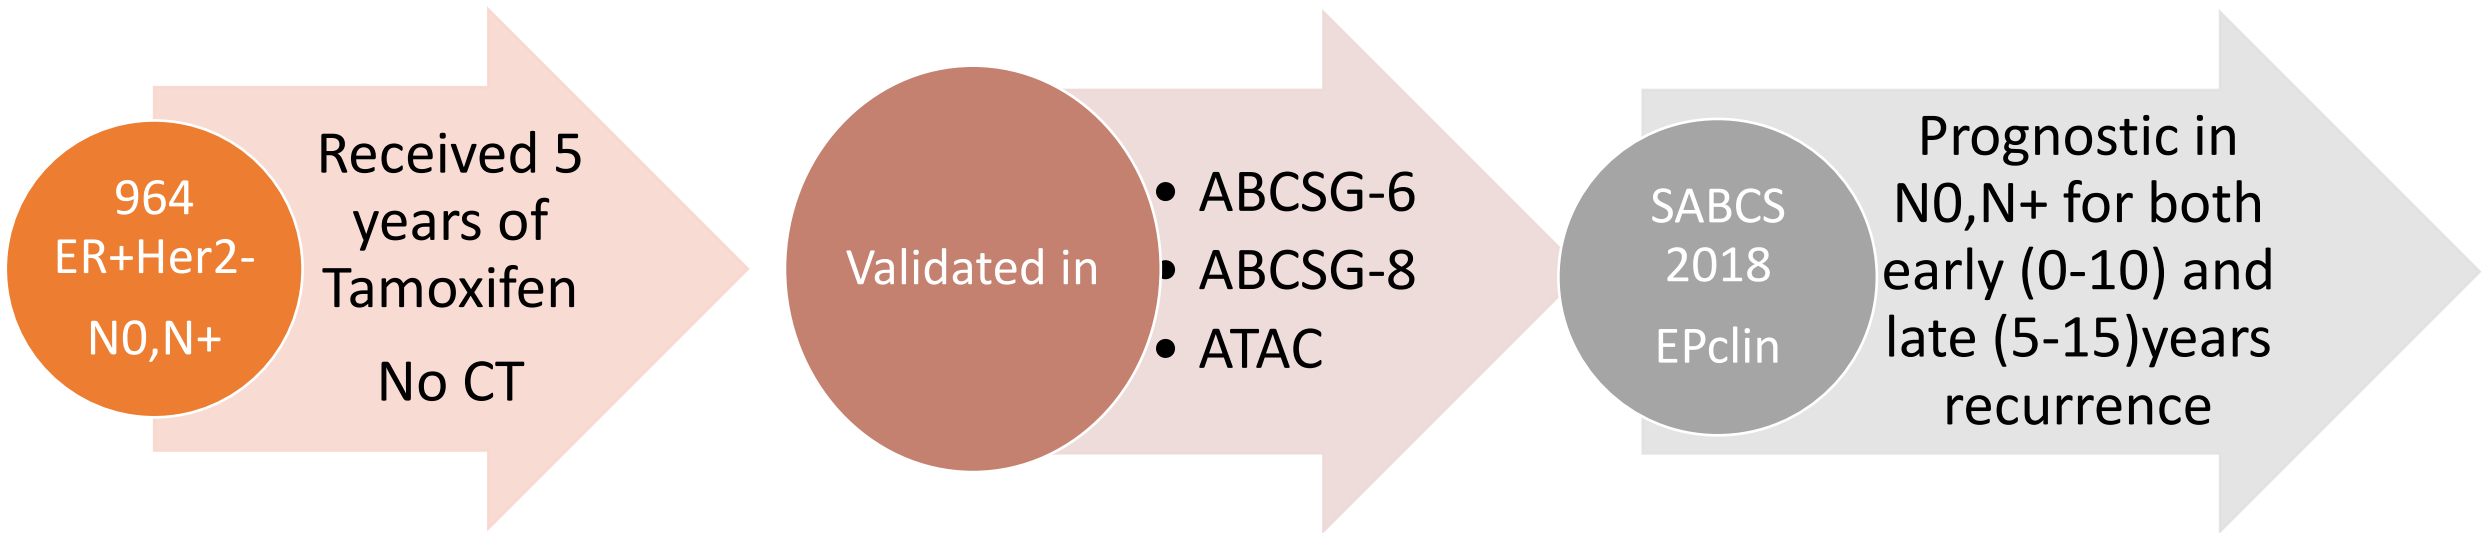 964
ER+Her2-
N0,N+
Received 5
years of
Tamoxifen
No CT
Validated in
• ABCSG-6
• ABCSG-8
• ATAC
SABCS
2018
EPclin
Prognostic in
N0,N+ for both
early (0-10) and
late (5-15)years
recurrence